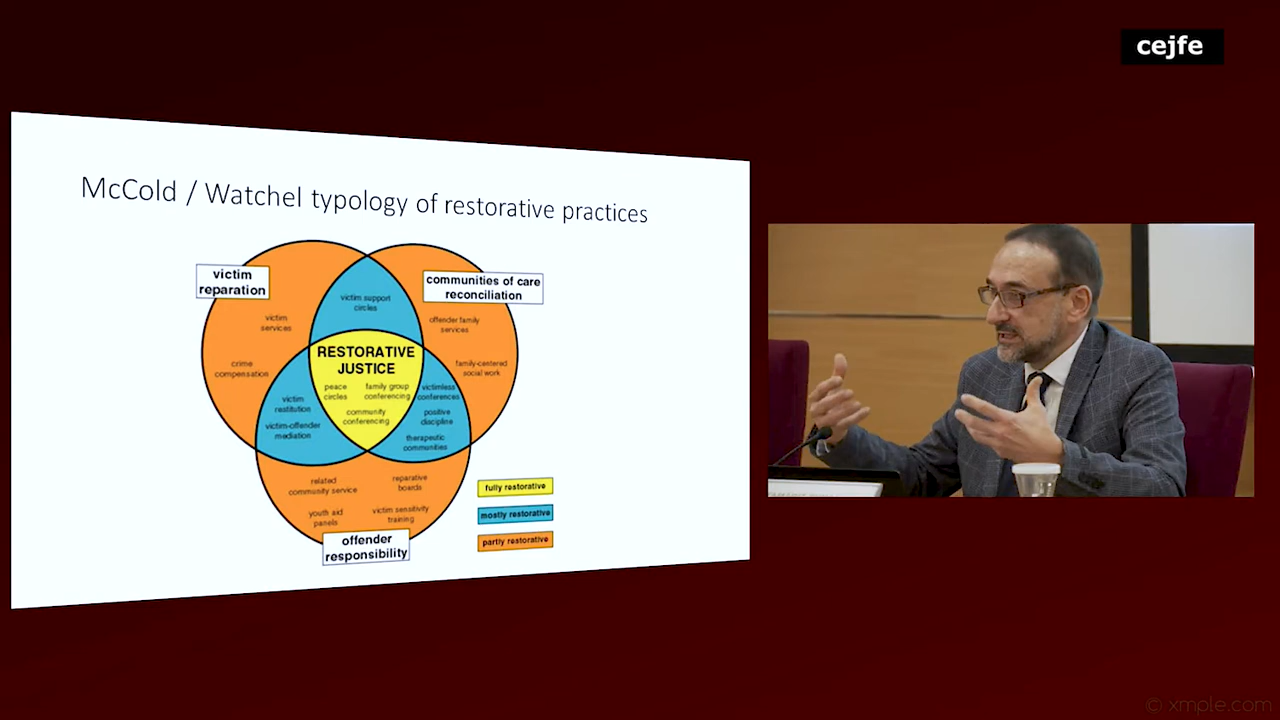 cejfe
McCold / Watchel typology of restorative practices
victim
reparation
communities of care
reconciliation
victim support
circles
victim
services
offender family
services
crime
compensation
family-centered
social work
RESTORATIVE
JUSTICE
peace
circles
family group
conferencing
community
conferencing
victim
restitution
victim-offender
mediation
victimless
conferences
positive
discipline
therapeutic
communities
related
community service
reparative
boards
youth aid
panels
victim sensitivity
training
offender
responsibility
fully restorative
mostly restorative
partly restorative
© xmple.com